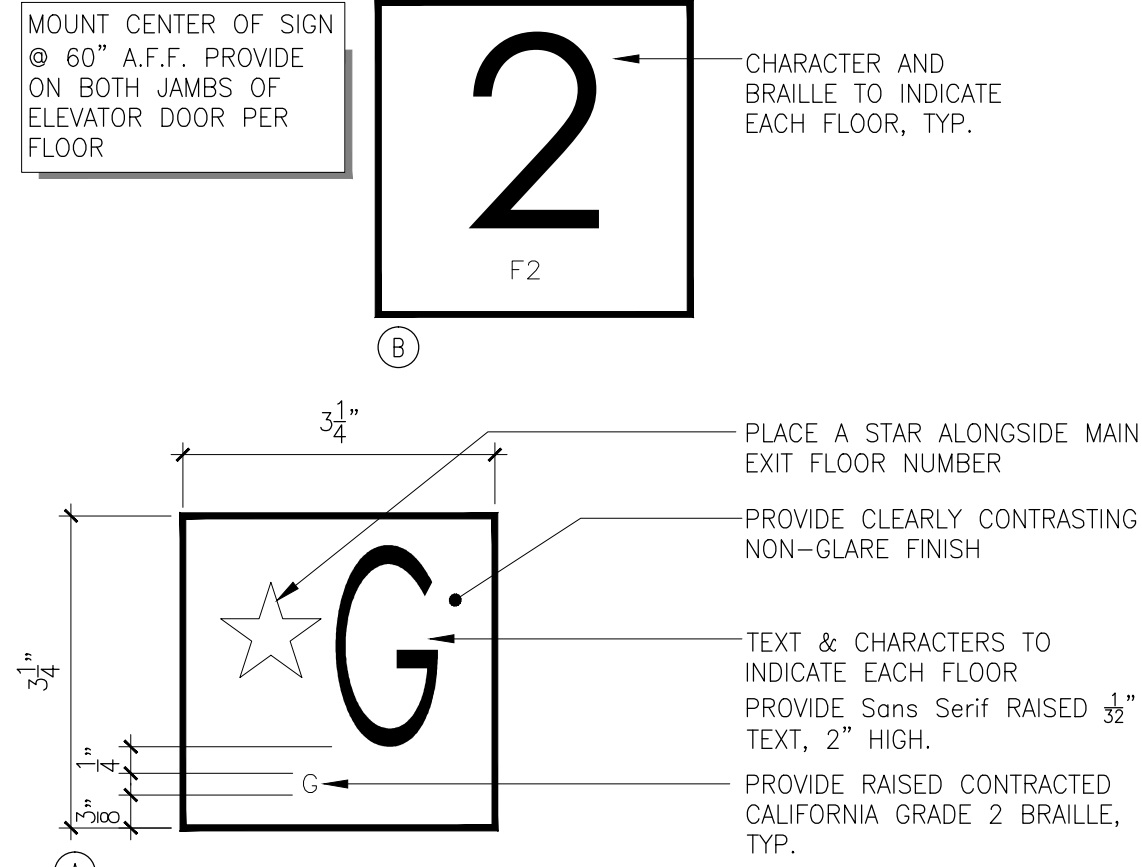 MOUNT CENTER OF SIGN
@ 60" A.F.F. PROVIDE
ON BOTH JAMBS OF
ELEVATOR DOOR PER
FLOOR
2
F2
CHARACTER AND
BRAILLE TO INDICATE
EACH FLOOR, TYP.
B
3 1/4"
PLACE A STAR ALONGSIDE MAIN
EXIT FLOOR NUMBER
PROVIDE CLEARLY CONTRASTING
NON-GLARE FINISH
G
3 1/4"
TEXT & CHARACTERS TO
INDICATE EACH FLOOR
PROVIDE Sans Serif RAISED 1/32"
TEXT, 2" HIGH.
1/4"
G
3/8"
PROVIDE RAISED CONTRACTED
CALIFORNIA GRADE 2 BRAILLE,
TYP.